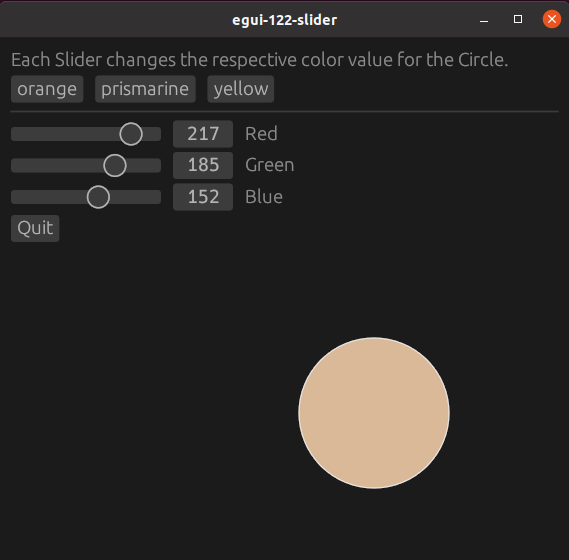 egui-122-slider
Each Slider changes the respective color value for the Circle.
orange prismarine yellow
217 Red
185 Green
152 Blue
Quit